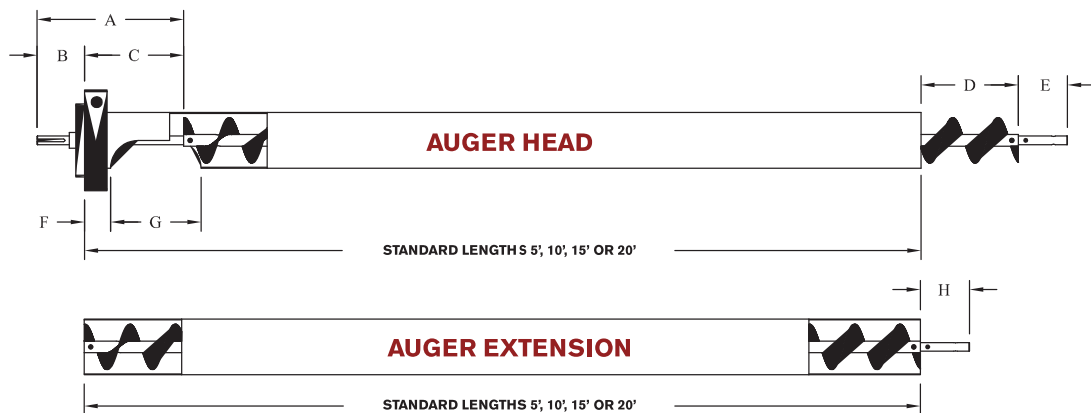 A
B C
D E
AUGER HEAD
F G
STANDARD LENGTHS 5', 10', 15' OR 20'
H
AUGER EXTENSION
STANDARD LENGTHS 5', 10', 15' OR 20'